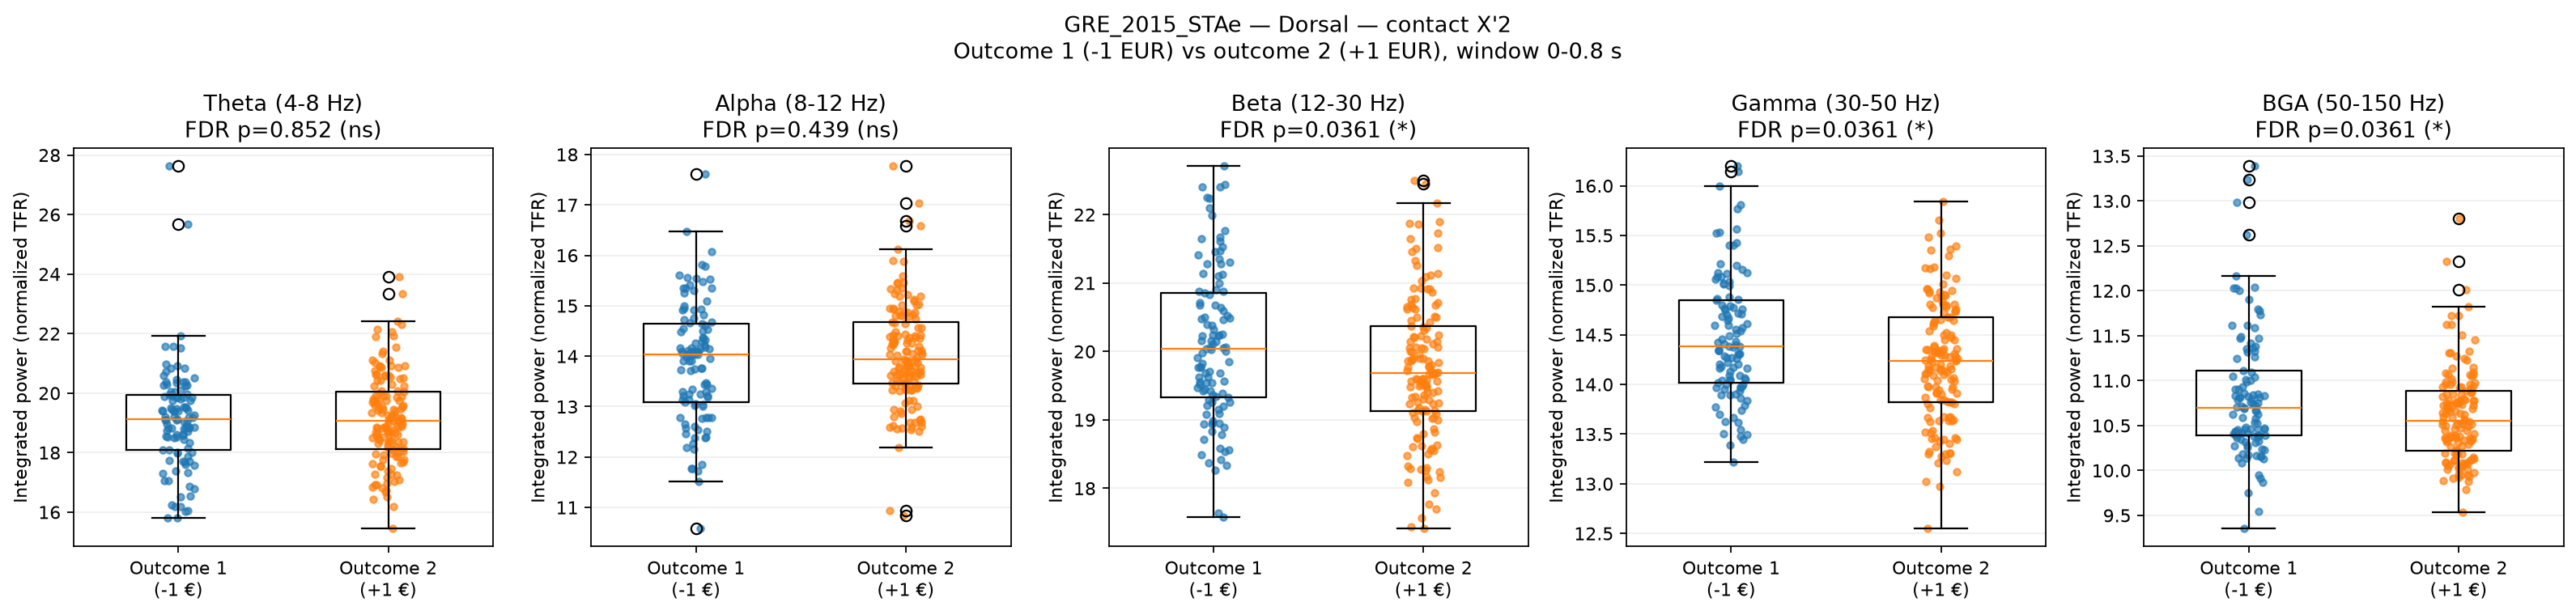 GRE_2015_STAe — Dorsal — contact X'2
Outcome 1 (-1 EUR) vs outcome 2 (+1 EUR), window 0-0.8 s
Theta (4-8 Hz)
FDR p=0.852 (ns)
Integrated power (normalized TFR)
28
26
24
22
20
18
16
Outcome 1
(-1 €)
Outcome 2
(+1 €)
Alpha (8-12 Hz)
FDR p=0.439 (ns)
Integrated power (normalized TFR)
18
17
16
15
14
13
12
11
Outcome 1
(-1 €)
Outcome 2
(+1 €)
Beta (12-30 Hz)
FDR p=0.0361 (*)
Integrated power (normalized TFR)
22
21
20
19
18
Outcome 1
(-1 €)
Outcome 2
(+1 €)
Gamma (30-50 Hz)
FDR p=0.0361 (*)
Integrated power (normalized TFR)
16.0
15.5
15.0
14.5
14.0
13.5
13.0
12.5
Outcome 1
(-1 €)
Outcome 2
(+1 €)
BGA (50-150 Hz)
FDR p=0.0361 (*)
Integrated power (normalized TFR)
13.5
13.0
12.5
12.0
11.5
11.0
10.5
10.0
9.5
Outcome 1
(-1 €)
Outcome 2
(+1 €)